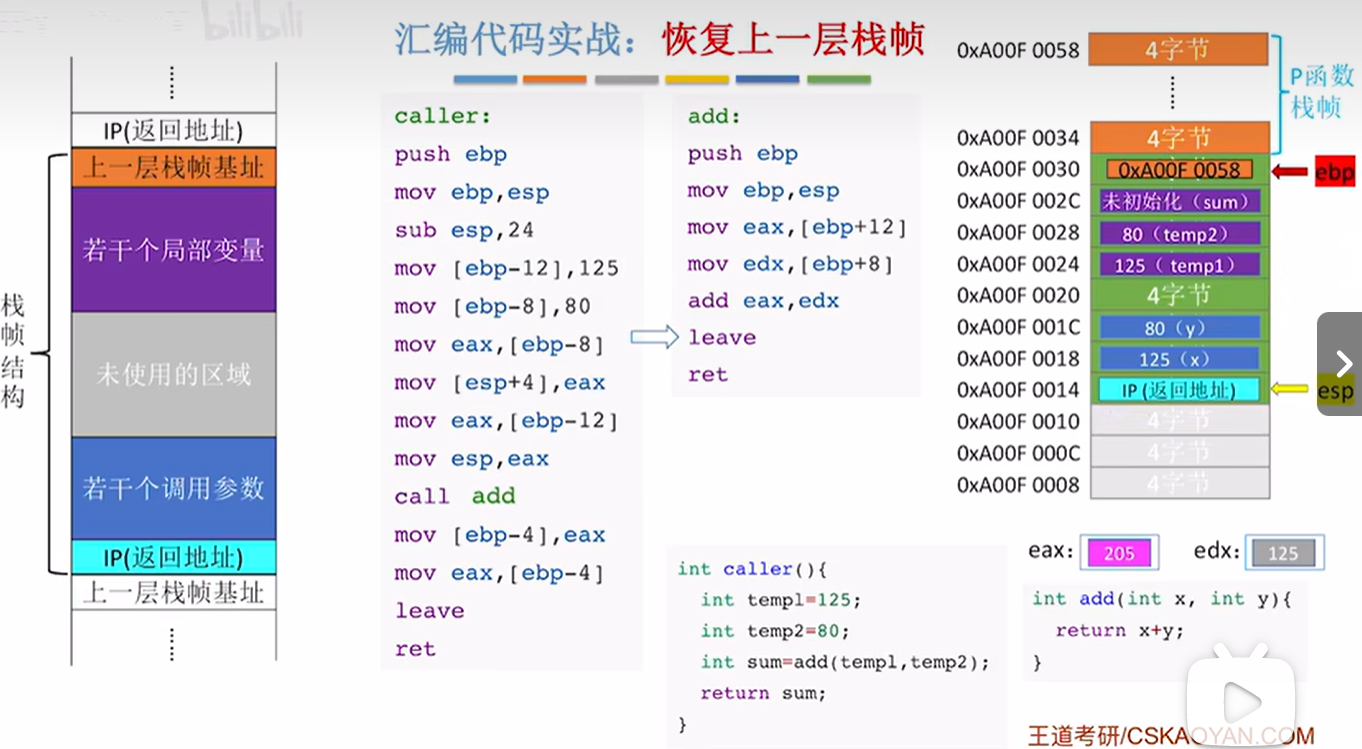 bilibili
汇编代码实战：恢复上一层栈帧
IP(返回地址)
上一层栈帧基址
若干个局部变量
未使用的区域
若干个调用参数
IP(返回地址)
上一层栈帧基址
栈帧结构
caller:
push ebp
mov ebp,esp
sub esp,24
mov [ebp-12],125
mov [ebp-8],80
mov eax,[ebp-8]
mov [esp+4],eax
mov eax,[ebp-12]
mov esp,eax
call add
mov [ebp-4],eax
mov eax,[ebp-4]
leave
ret
add:
push ebp
mov ebp,esp
mov eax,[ebp+12]
mov edx,[ebp+8]
add eax,edx
leave
ret
int caller(){
int temp1=125;
int temp2=80;
int sum=add(temp1,temp2);
return sum;
}
0xA00F 0058 4字节
P函数
栈帧
0xA00F 0034 4字节
0xA00F 0030 0xA00F 0058 ebp
0xA00F 002C 未初始化（sum）
0xA00F 0028 80（temp2）
0xA00F 0024 125（ temp1）
0xA00F 0020 4字节
0xA00F 001C 80（y）
0xA00F 0018 125（x）
0xA00F 0014 IP (返回地址) esp
0xA00F 0010 4字节
0xA00F 000C 4字节
0xA00F 0008 4字节
eax: 205 edx: 125
int add(int x, int y){
return x+y;
}
王道考研/CSKAOYAN.COM